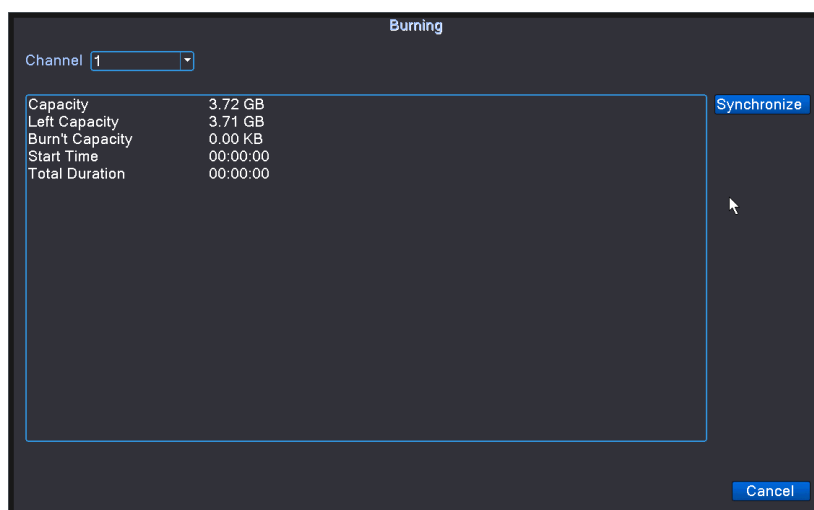 Burning
Channel 1
Capacity 3.72 GB
Left Capacity 3.71 GB
Burn't Capacity 0.00 KB
Start Time 00:00:00
Total Duration 00:00:00
Synchronize
Cancel